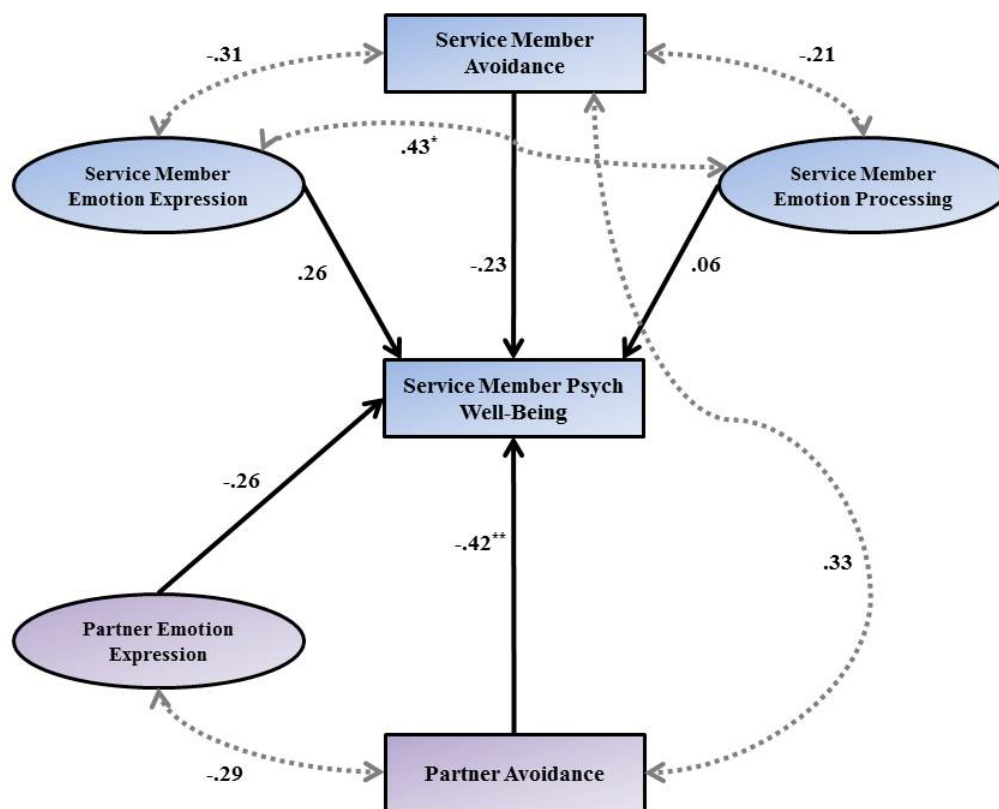 Service Member
Avoidance
-.31
-.21
.43*
Service Member
Emotion Expression
Service Member
Emotion Processing
.26
-.23
.06
Service Member Psych
Well-Being
-.26
-.42**
.33
Partner Emotion
Expression
-.29
Partner Avoidance